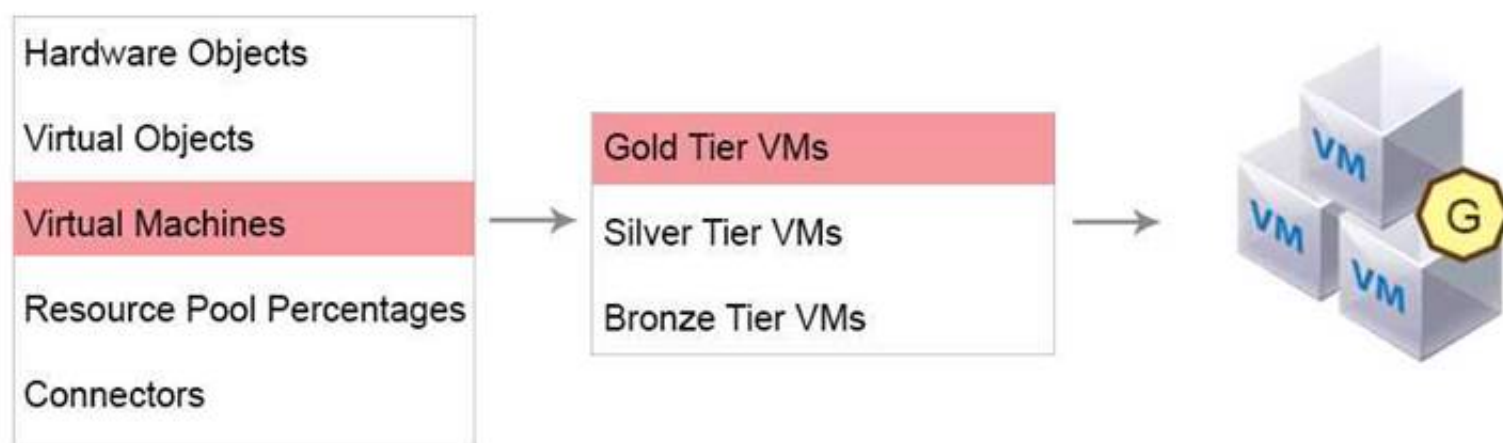 Hardware Objects
Virtual Objects
Virtual Machines
Resource Pool Percentages
Connectors
Gold Tier VMs
Silver Tier VMs
Bronze Tier VMs
VM
VM
VM
G